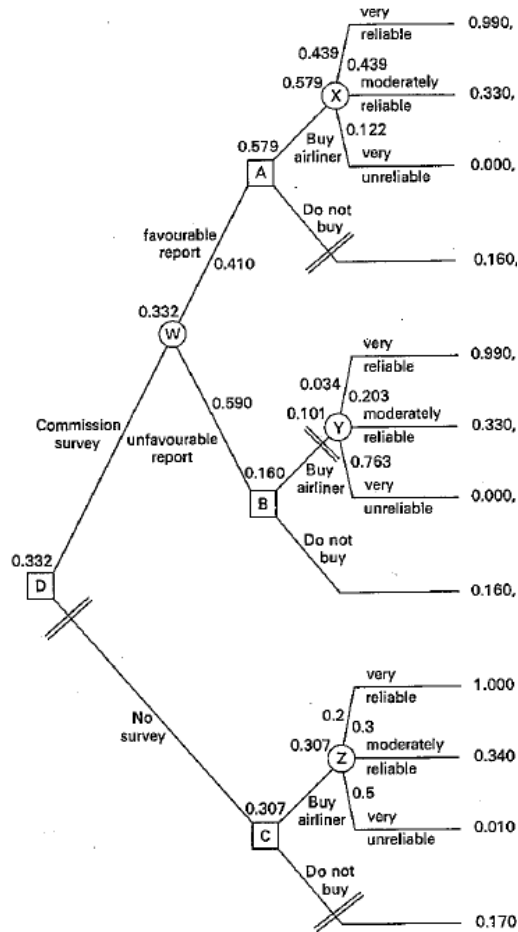 very
reliable
0.990,
0.439
0.439
0.579
X
moderately
reliable
0.330,
0.122
0.579
Buy
airliner
very
unreliable
0.000,
A
Do not
buy
0.160,
favourable
report
0.410
0.332
W
very
reliable
0.990,
0.034
0.203
0.590
0.101
Y
moderately
reliable
0.330,
Commission
survey
unfavourable
report
0.763
0.160
Buy
airliner
very
unreliable
0.000,
B
Do not
buy
0.160,
0.332
D
very
reliable
1.000
0.2
0.3
No
survey
0.307
Z
moderately
reliable
0.340
0.5
0.307
Buy
airliner
very
unreliable
0.010
C
Do not
buy
0.170